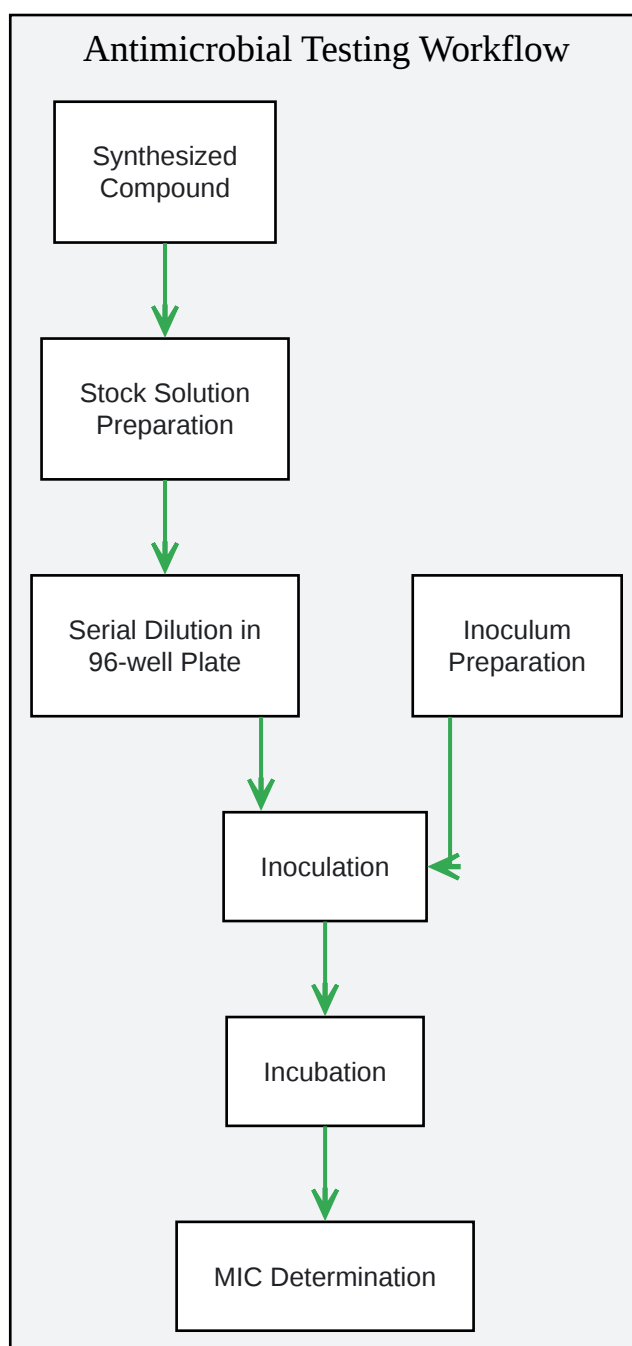 Antimicrobial Testing Workflow
Synthesized
Compound
Stock Solution
Preparation
Serial Dilution in
96-well Plate
Inoculum
Preparation
Inoculation
Incubation
MIC Determination